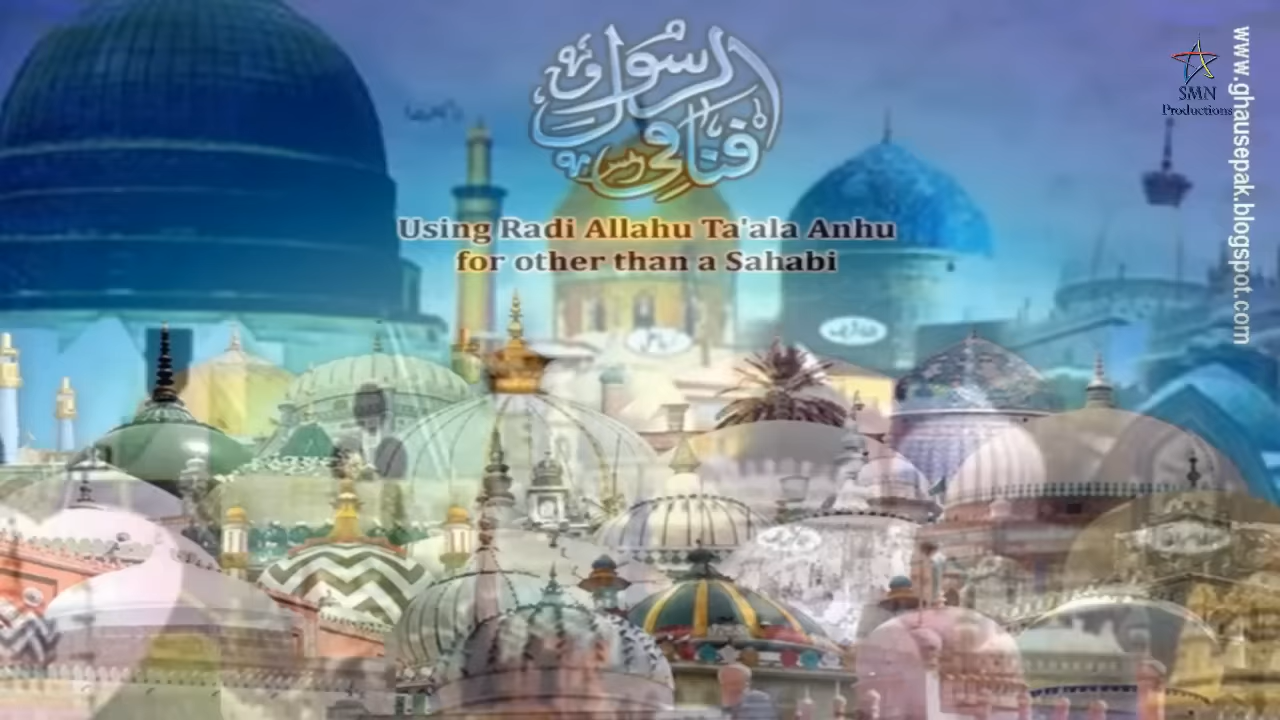 فنا فی الرسول
Using Radi Allahu Ta'ala Anhu
for other than a Sahabi
SMN
Productions
www.ghausepak.blogspot.com